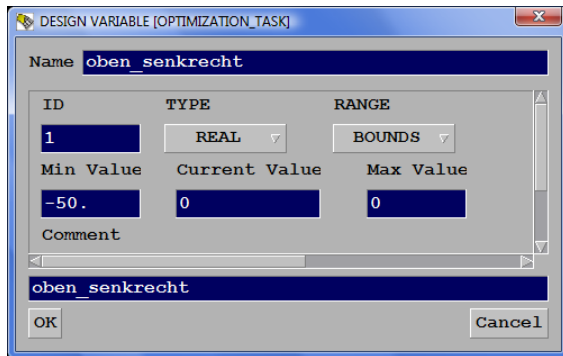 DESIGN VARIABLE [OPTIMIZATION_TASK]
Name oben_senkrecht
ID TYPE RANGE
1 REAL BOUNDS
Min Value Current Value Max Value
-50. 0 0
Comment
oben_senkrecht
OK Cancel